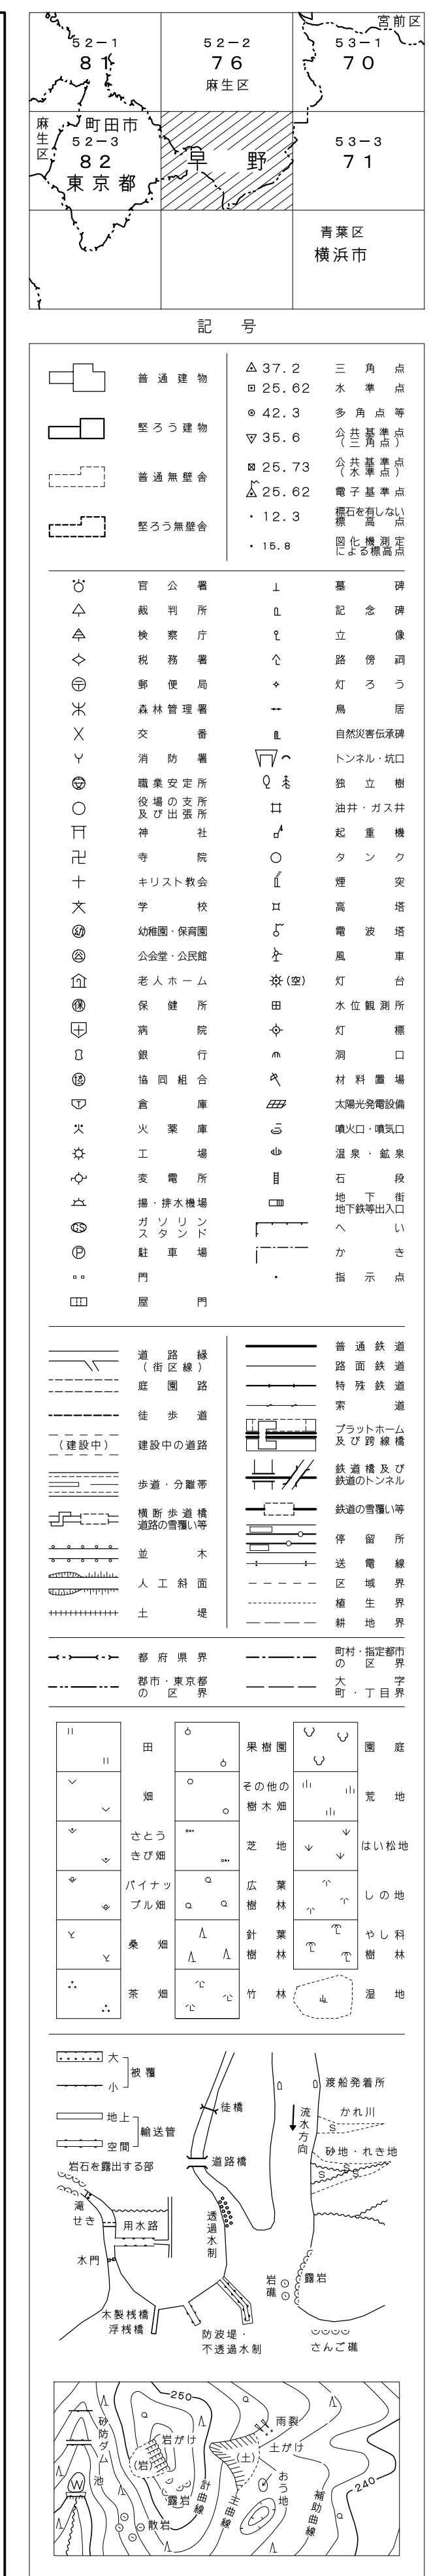 宮前区
52-1
81
52-2
76
麻生区
53-1
70
麻生区
町田市
52-3
82
東京都
早野
53-3
71
青葉区
横浜市
記号
普通建物
堅ろう建物
普通無壁舎
堅ろう無壁舎
37.2 三角点
25.62 水準点
42.3 多角点等
35.6 公共基準点
(三角点)
25.73 公共基準点
(水準点)
25.62 電子基準点
12.3 標石を有しない
標高点
15.8 図化機測定
による標高点
官公署
裁判所
検察庁
税務署
郵便局
森林管理署
交番
消防署
職業安定所
役場の支所
及び出張所
神社
寺院
キリスト教会
学校
幼 幼稚園・保育園
公 公会堂・公民館
老人ホーム
保 保健所
病院
銀行
協 協同組合
倉庫
火薬庫
工場
変電所
揚・排水機場
GS ガソリン
スタンド
P 駐車場
門
屋門
墓碑
記念碑
立像
路傍祠
灯ろう
鳥居
自然災害伝承碑
トンネル・坑口
独立樹
油井・ガス井
起重機
タンク
煙突
高塔
電波塔
風車
(空) 灯台
水位観測所
灯標
洞口
材料置場
太陽光発電設備
噴火口・噴気口
温泉・鉱泉
石段
地下街
地下鉄等出入口
へい
かき
指示点
道路縁
(街区線)
庭園路
徒歩道
(建設中) 建設中の道路
歩道・分離帯
横断歩道橋
道路の雪覆い等
並木
人工斜面
土堤
普通鉄道
路面鉄道
特殊鉄道
索道
プラットホーム
及び跨線橋
鉄道橋及び
鉄道のトンネル
鉄道の雪覆い等
停留所
送電線
区域界
植生界
耕地界
都府県界
郡市・東京都
の区界
町村・指定都市
の区界
大字
町・丁目界
田
畑
さとう
きび畑
パイナッ
プル畑
桑畑
茶畑
果樹園
その他の
樹木畑
芝地
広葉
樹林
針葉
樹林
竹林
園庭
荒地
はい松地
しの地
やし科
樹林
湿地
大
小
被覆
地上
空間
輸送管
岩石を露出する部
滝
せき
用水路
水門
木製桟橋
浮桟橋
徒橋
道路橋
透過水制
防波堤・
不透過水制
渡船発着所
流水方向
かれ川
砂地・れき地
岩礁
露岩
さんご礁
250
砂防ダム
池
W
岩がけ
(岩)
露岩
散岩
計曲線
主曲線
雨裂
土がけ
(土)
おう地
補助曲線
240